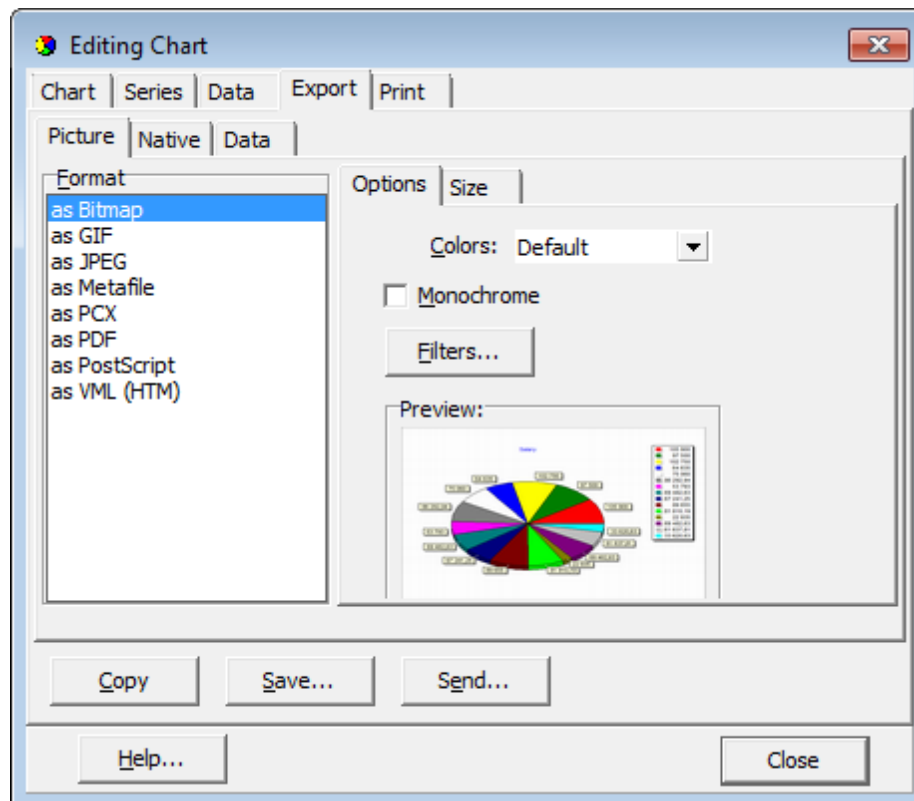 Editing Chart
Chart Series Data Export Print
Picture Native Data
Format
as Bitmap
as GIF
as JPEG
as Metafile
as PCX
as PDF
as PostScript
as VML (HTM)
Options Size
Colors: Default
Monochrome
Filters...
Preview:
Salary
Copy Save... Send...
Help... Close